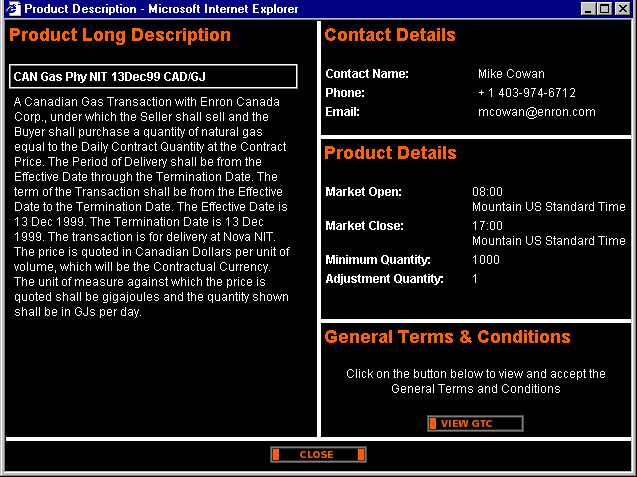 Product Description - Microsoft Internet Explorer
Product Long Description
CAN Gas Phy NIT 13Dec99 CAD/GJ
A Canadian Gas Transaction with Enron Canada
Corp., under which the Seller shall sell and the
Buyer shall purchase a quantity of natural gas
equal to the Daily Contract Quantity at the Contract
Price. The Period of Delivery shall be from the
Effective Date through the Termination Date. The
term of the Transaction shall be from the Effective
Date to the Termination Date. The Effective Date is
13 Dec 1999. The Termination Date is 13 Dec
1999. The transaction is for delivery at Nova NIT.
The price is quoted in Canadian Dollars per unit of
volume, which will be the Contractual Currency.
The unit of measure against which the price is
quoted shall be gigajoules and the quantity shown
shall be in GJs per day.
Contact Details
Contact Name: Mike Cowan
Phone: + 1 403-974-6712
Email: mcowan@enron.com
Product Details
Market Open: 08:00
Mountain US Standard Time
Market Close: 17:00
Mountain US Standard Time
Minimum Quantity: 1000
Adjustment Quantity: 1
General Terms & Conditions
Click on the button below to view and accept the
General Terms and Conditions
VIEW GTC
CLOSE